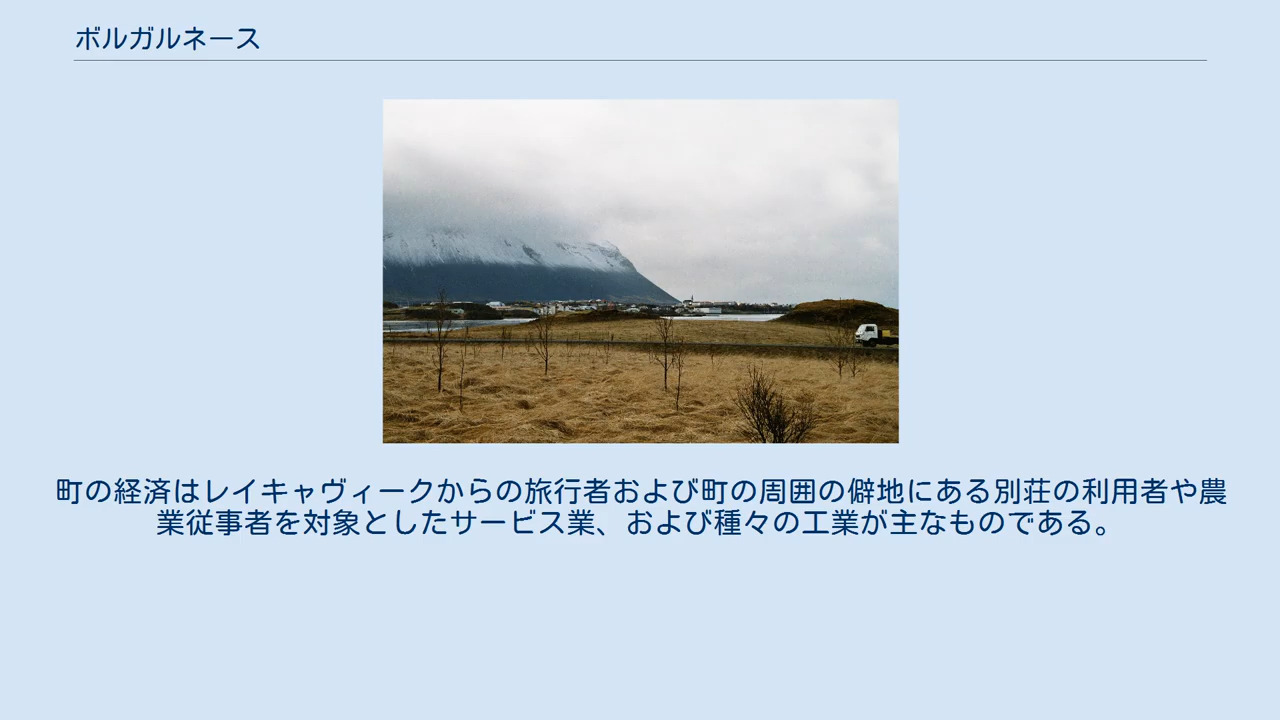 ボルガルネース
町の経済はレイキャヴィークからの旅行者および町の周囲の僻地にある別荘の利用者や農
業従事者を対象としたサービス業、および種々の工業が主なものである。